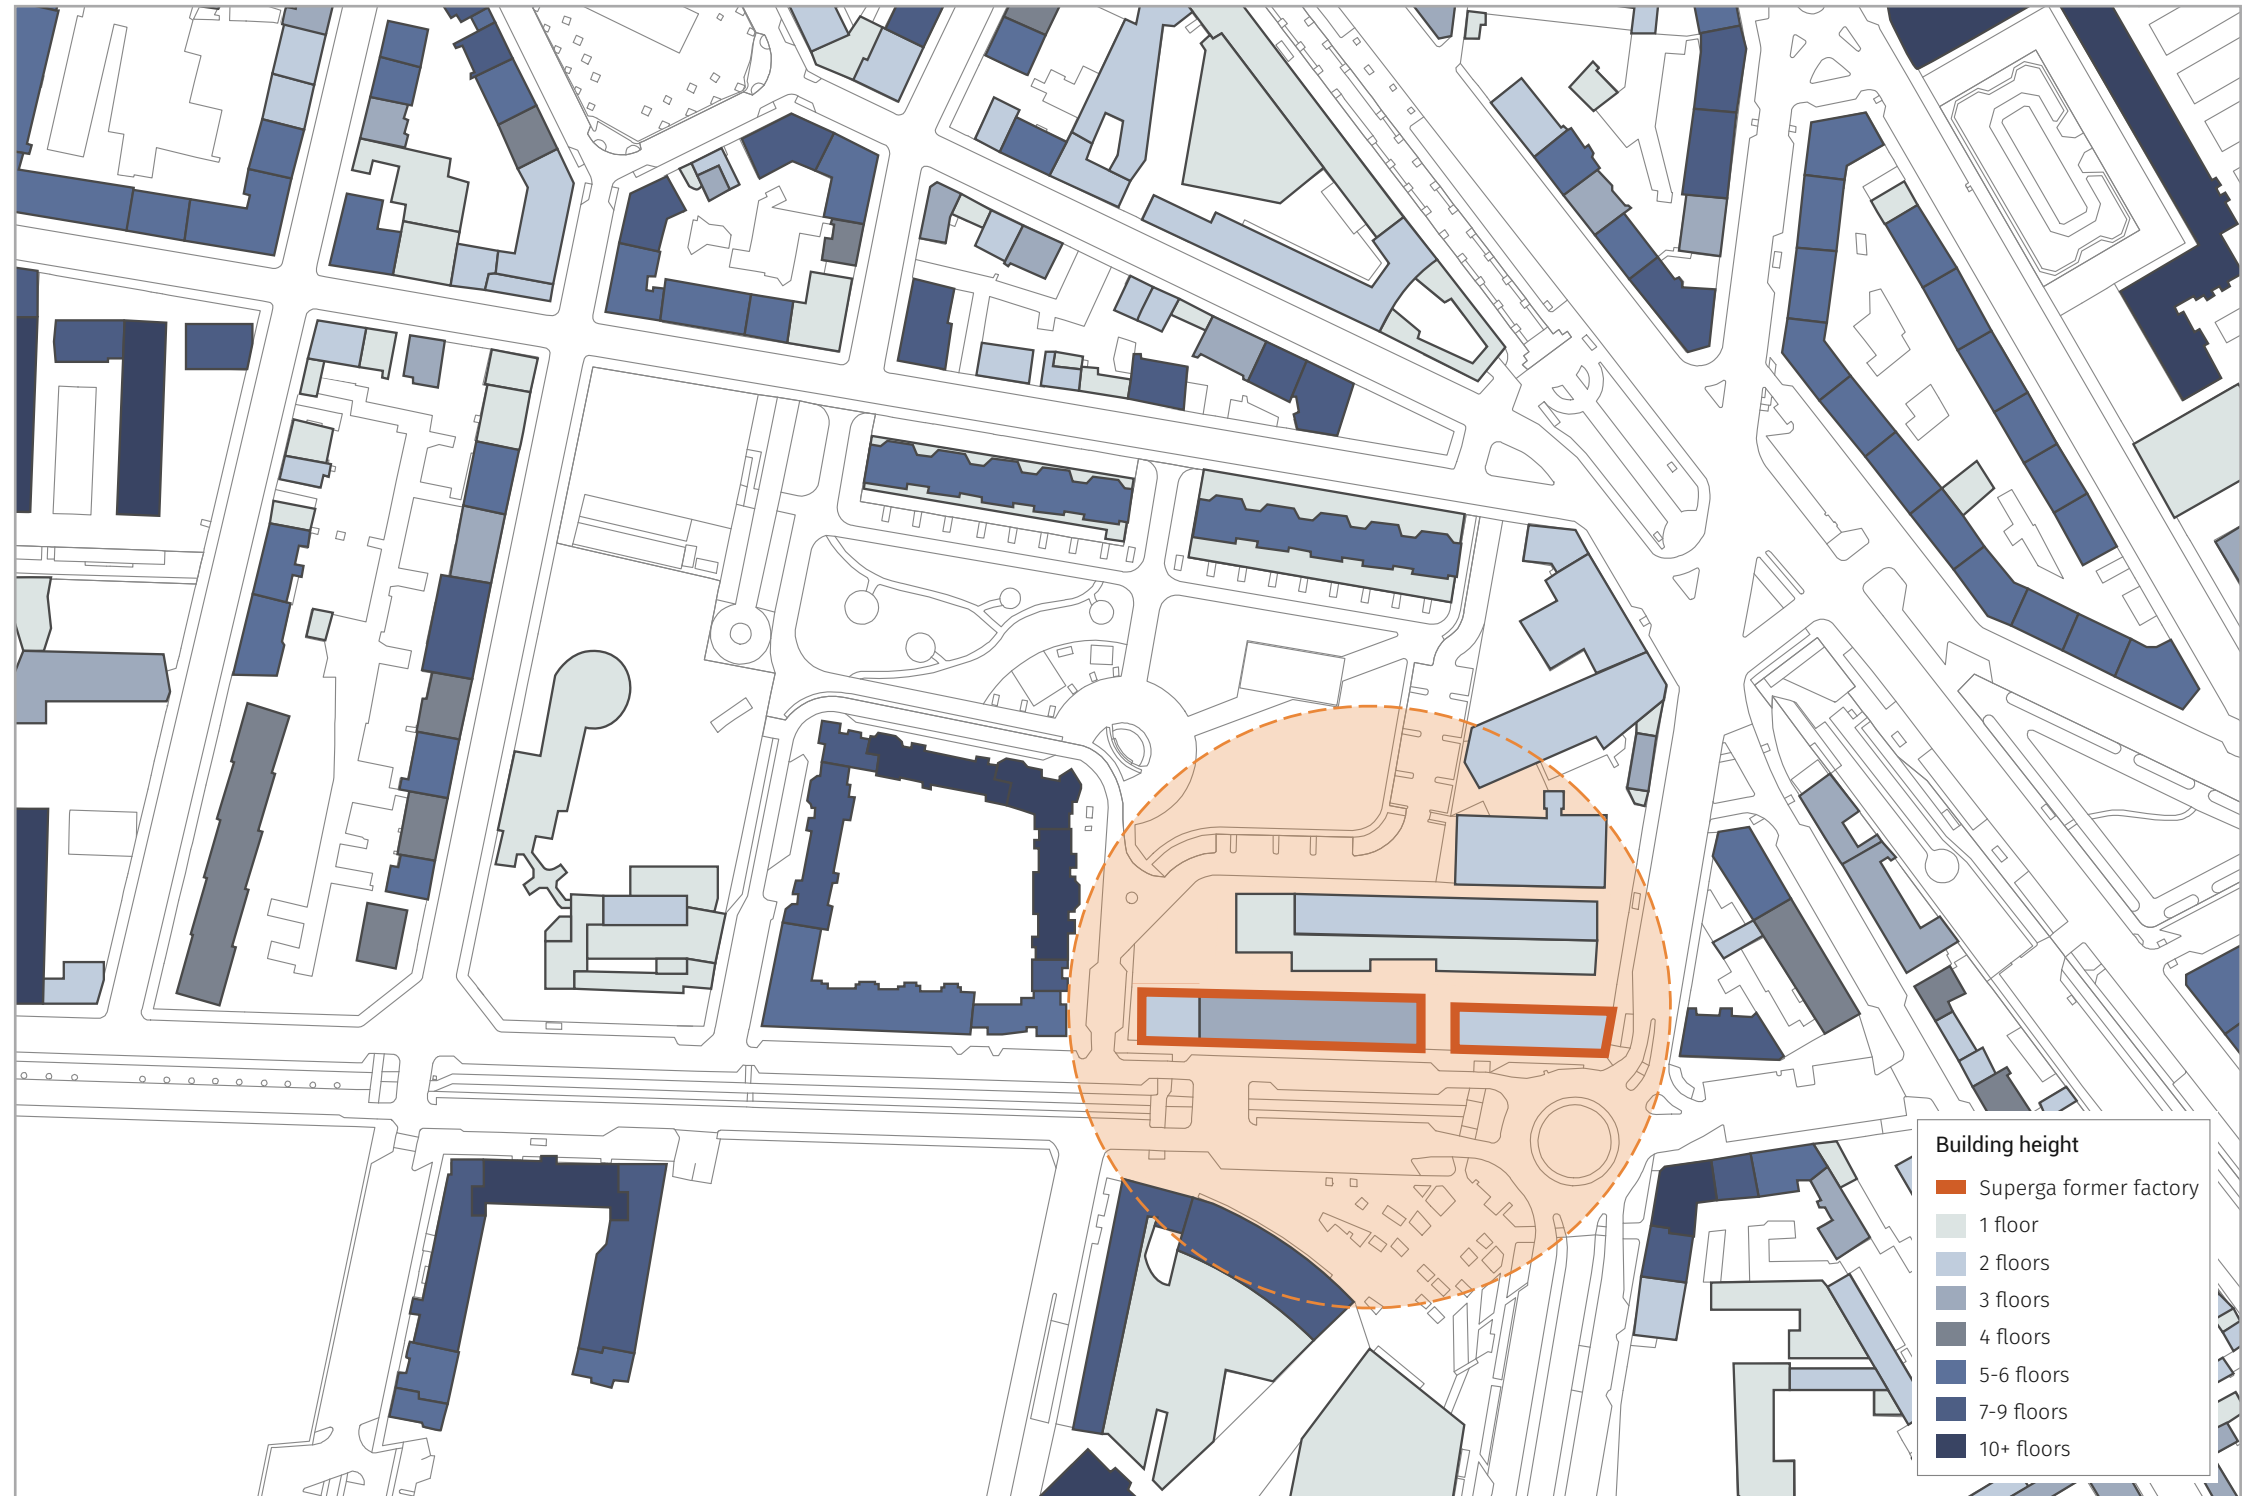 Building height
Superga former factory
1 floor
2 floors
3 floors
4 floors
5-6 floors
7-9 floors
10+ floors